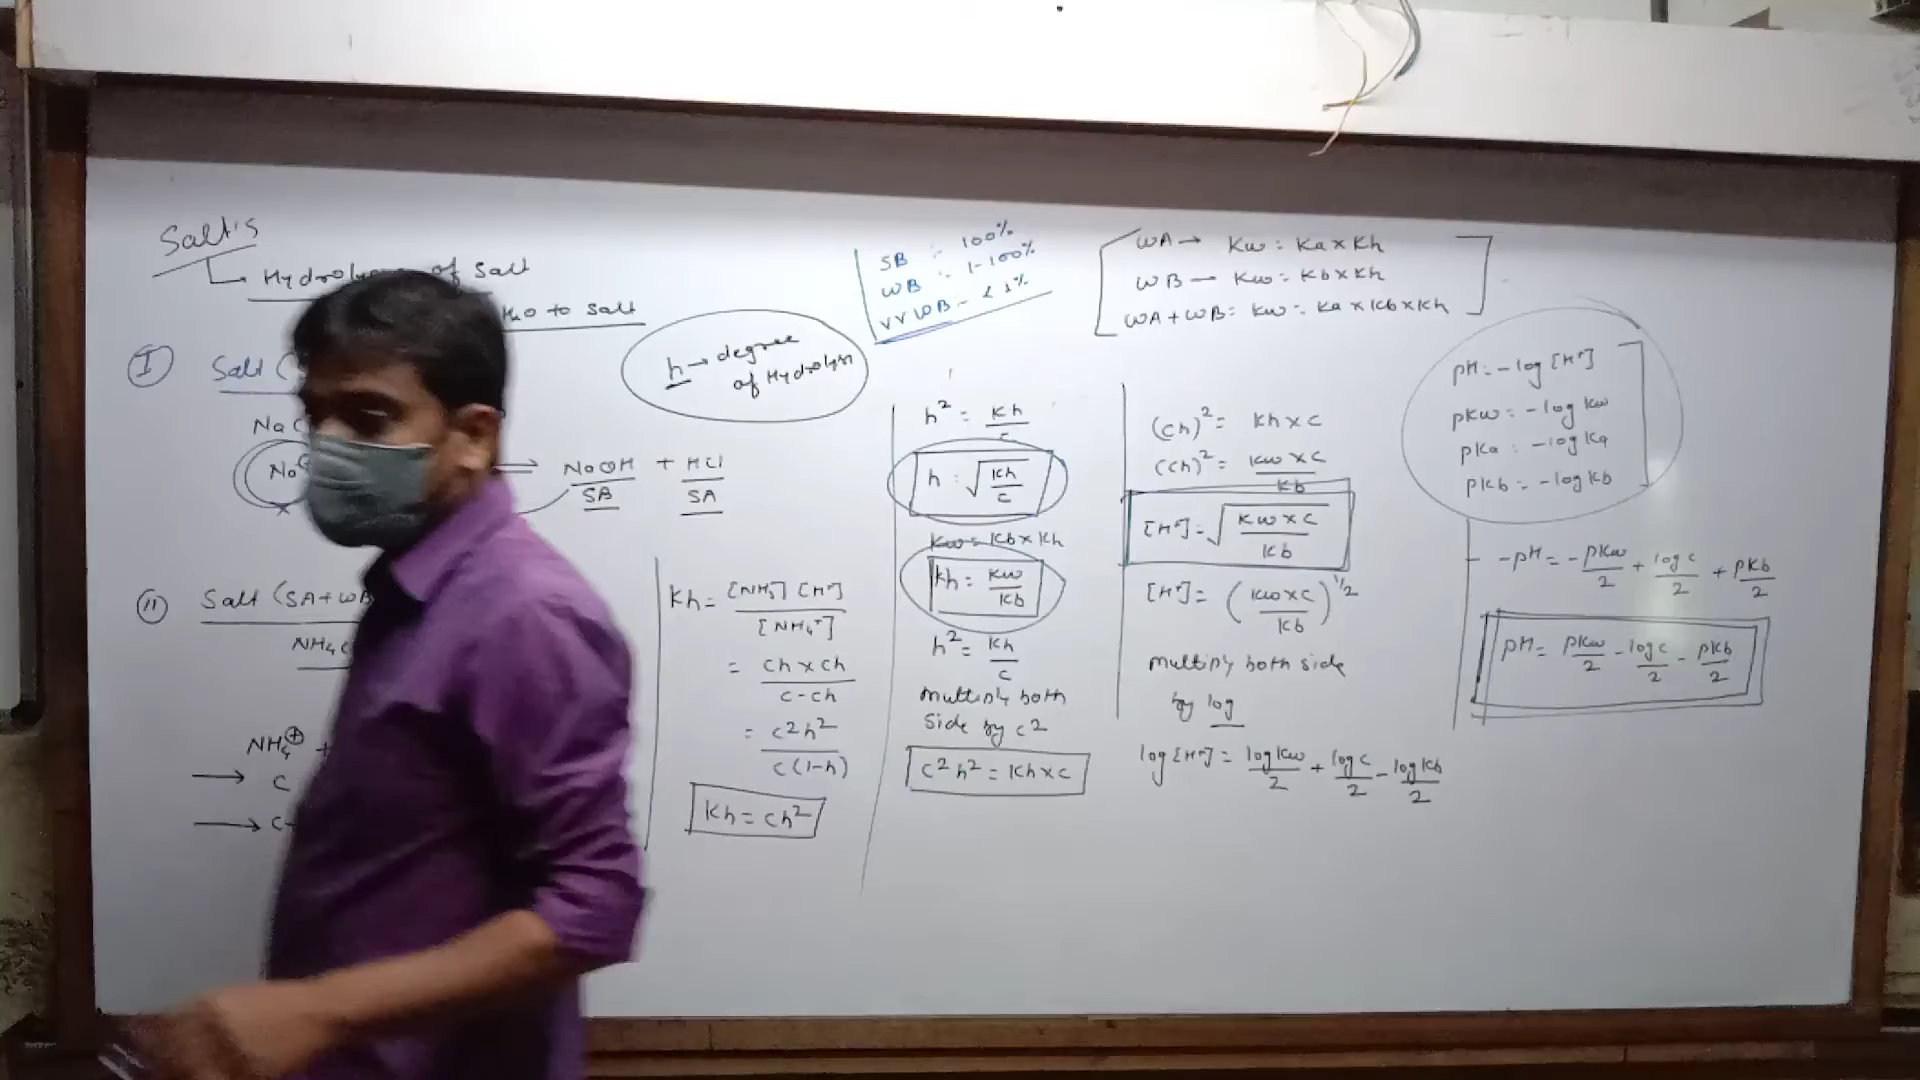 Salt's
Hydrolysis of Salt
H2O to Salt
I Salt (
NaC
Na
NaOH + HCl
SB SA
h → degree
of Hydrolysis
SB :- 100%
WB :- 1-100%
VVWB - < 1%
WA → Kw = Ka x Kh
WB → Kw = Kb x Kh
WA + WB = Kw = Ka x Kb x Kh
pH = -log [H+]
pKw = -log Kw
pKa = -log Ka
pKb = -log Kb
II Salt (SA+WB
NH4C
NH4⊕ +
→ C
→ C-
Kh = [NH3] [H+] / [NH4+]
= Ch x Ch / C-Ch
= C2h2 / C(1-h)
Kh = Ch2
h2 = Kh / C
h = √ Kh / C
Kw = Kb x Kh
Kh = Kw / Kb
h2 = Kh / C
multiply both
side by C2
C2h2 = Kh x C
(Ch)2 = Kh x C
(Ch)2 = Kw x C / Kb
[H+] = √ Kw x C / Kb
[H+] = (Kw x C / Kb) 1/2
multiply both side
by log
log [H+] = log Kw / 2 + log C / 2 - log Kb / 2
-pH = -pKw / 2 + log C / 2 + pKb / 2
pH = pKw / 2 - log C / 2 - pKb / 2